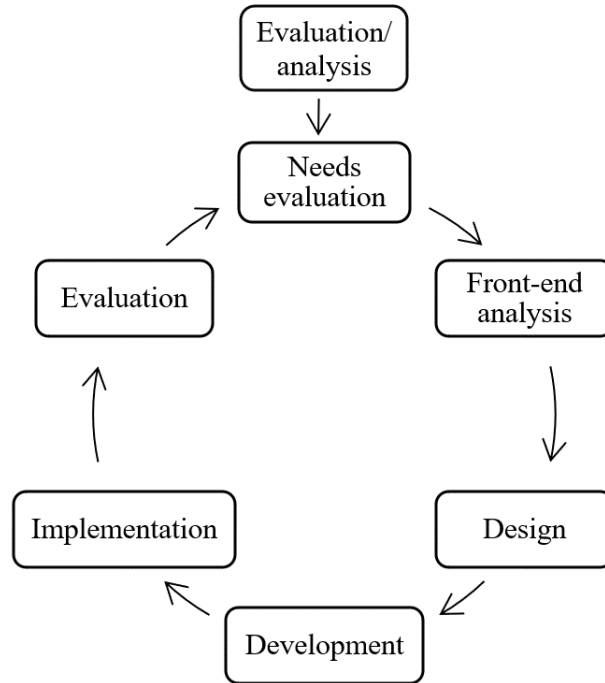 Evaluation/
analysis
Needs
evaluation
Front-end
analysis
Design
Development
Implementation
Evaluation